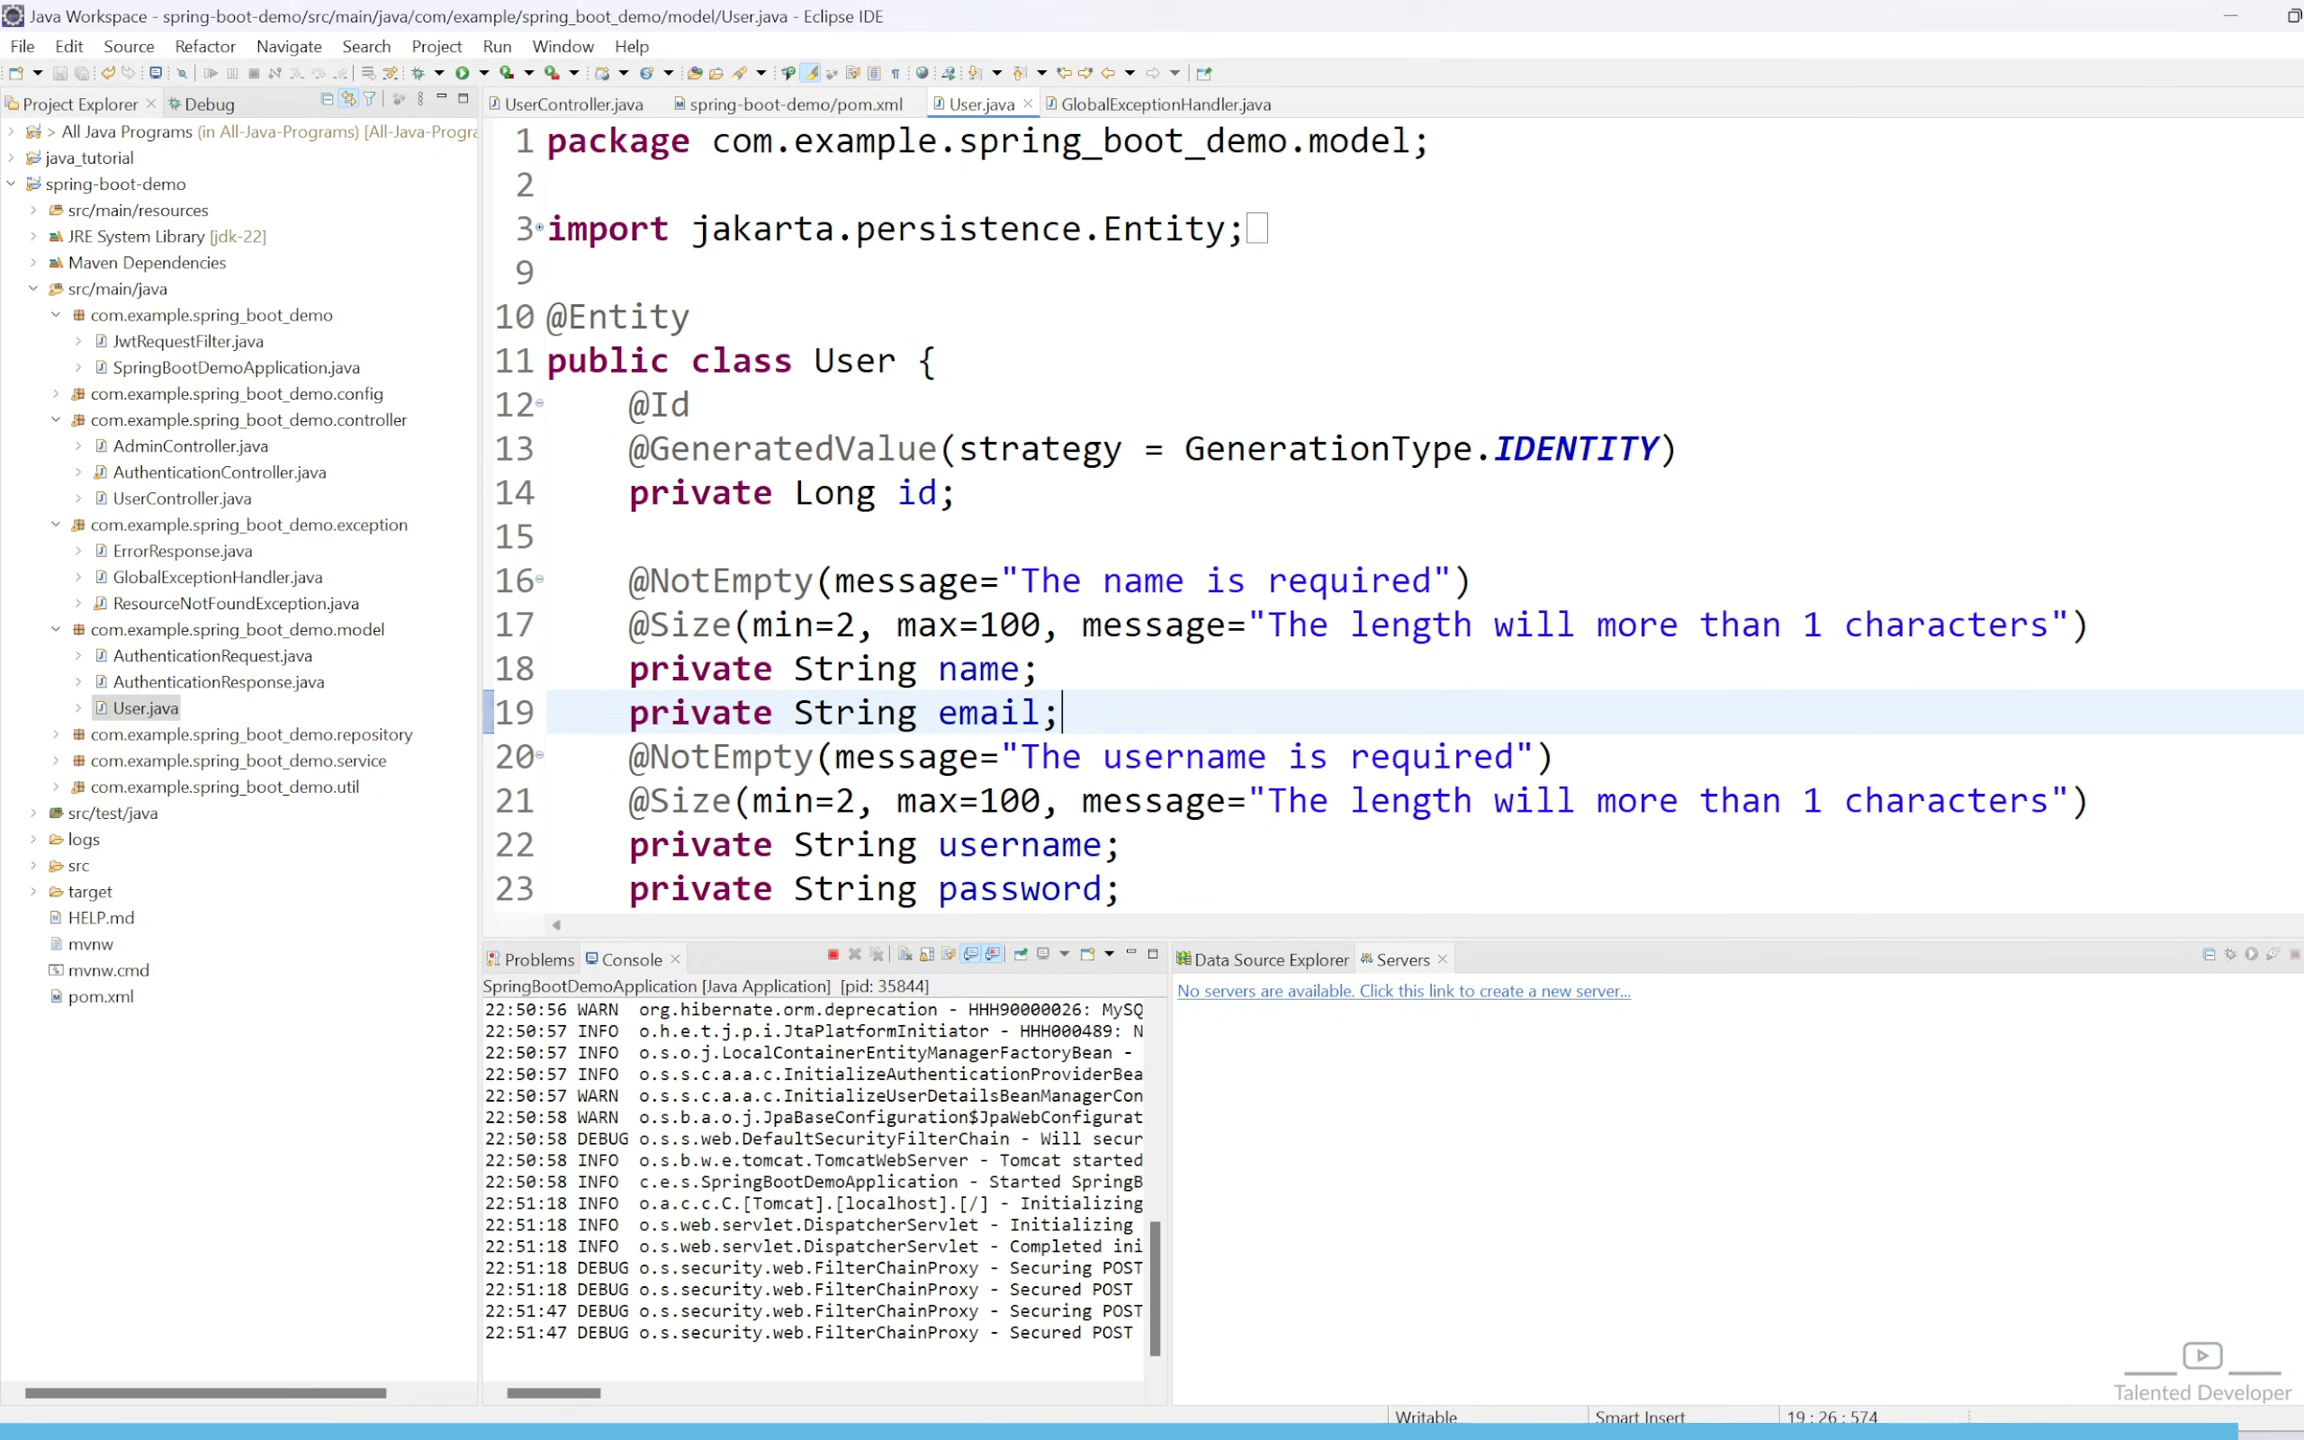 Java Workspace - spring-boot-demo/src/main/java/com/example/spring_boot_demo/model/User.java - Eclipse IDE
File Edit Source Refactor Navigate Search Project Run Window Help
Project Explorer Debug
UserController.java spring-boot-demo/pom.xml User.java GlobalExceptionHandler.java
> All Java Programs (in All-Java-Programs) [All-Java-Progra
java_tutorial
spring-boot-demo
src/main/resources
JRE System Library [jdk-22]
Maven Dependencies
src/main/java
com.example.spring_boot_demo
JwtRequestFilter.java
SpringBootDemoApplication.java
com.example.spring_boot_demo.config
com.example.spring_boot_demo.controller
AdminController.java
AuthenticationController.java
UserController.java
com.example.spring_boot_demo.exception
ErrorResponse.java
GlobalExceptionHandler.java
ResourceNotFoundException.java
com.example.spring_boot_demo.model
AuthenticationRequest.java
AuthenticationResponse.java
User.java
com.example.spring_boot_demo.repository
com.example.spring_boot_demo.service
com.example.spring_boot_demo.util
src/test/java
logs
src
target
HELP.md
mvnw
mvnw.cmd
pom.xml
1 package com.example.spring_boot_demo.model;
2
3 import jakarta.persistence.Entity;
9
10 @Entity
11 public class User {
12 @Id
13 @GeneratedValue(strategy = GenerationType.IDENTITY)
14 private Long id;
15
16 @NotEmpty(message="The name is required")
17 @Size(min=2, max=100, message="The length will more than 1 characters")
18 private String name;
19 private String email;
20 @NotEmpty(message="The username is required")
21 @Size(min=2, max=100, message="The length will more than 1 characters")
22 private String username;
23 private String password;
Problems Console
SpringBootDemoApplication [Java Application] [pid: 35844]
22:50:56 WARN org.hibernate.orm.deprecation - HHH90000026: MySQ
22:50:57 INFO o.h.e.t.j.p.i.JtaPlatformInitiator - HHH000489: N
22:50:57 INFO o.s.o.j.LocalContainerEntityManagerFactoryBean -
22:50:57 INFO o.s.s.c.a.a.c.InitializeAuthenticationProviderBea
22:50:57 WARN o.s.s.c.a.a.c.InitializeUserDetailsBeanManagerCon
22:50:58 WARN o.s.b.a.o.j.JpaBaseConfiguration$JpaWebConfigurat
22:50:58 DEBUG o.s.s.web.DefaultSecurityFilterChain - Will secur
22:50:58 INFO o.s.b.w.e.tomcat.TomcatWebServer - Tomcat started
22:50:58 INFO c.e.s.SpringBootDemoApplication - Started SpringB
22:51:18 INFO o.a.c.c.C.[Tomcat].[localhost].[/] - Initializing
22:51:18 INFO o.s.web.servlet.DispatcherServlet - Initializing
22:51:18 INFO o.s.web.servlet.DispatcherServlet - Completed ini
22:51:18 DEBUG o.s.security.web.FilterChainProxy - Securing POST
22:51:18 DEBUG o.s.security.web.FilterChainProxy - Secured POST
22:51:47 DEBUG o.s.security.web.FilterChainProxy - Securing POST
22:51:47 DEBUG o.s.security.web.FilterChainProxy - Secured POST
Data Source Explorer Servers
No servers are available. Click this link to create a new server...
Talented Developer
Writable Smart Insert 19 : 26 : 574